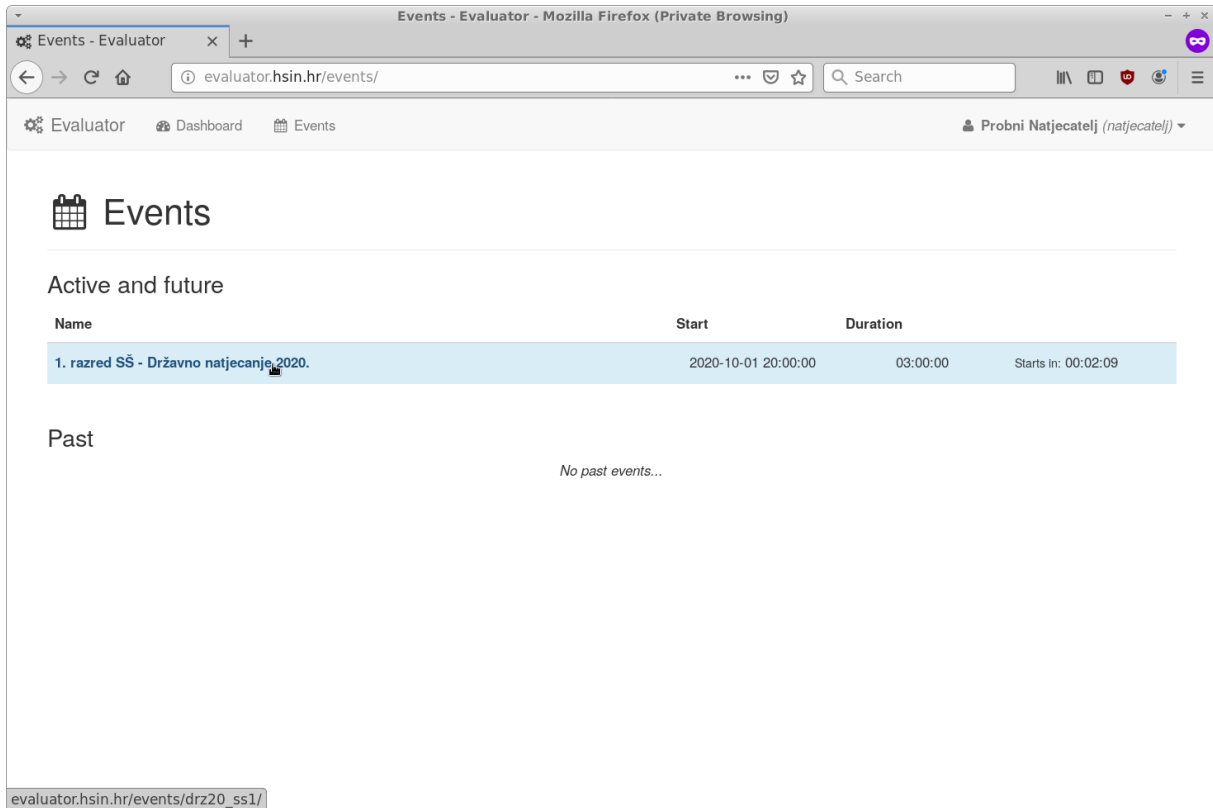 Events - Evaluator - Mozilla Firefox (Private Browsing)
Events - Evaluator
evaluator.hsin.hr/events/
Search
Evaluator Dashboard Events Probni Natjecatelj (natjecatelj)
Events
Active and future
Name Start Duration
1. razred SŠ - Državno natjecanje 2020. 2020-10-01 20:00:00 03:00:00 Starts in: 00:02:09
Past
No past events...
evaluator.hsin.hr/events/drz20_ss1/